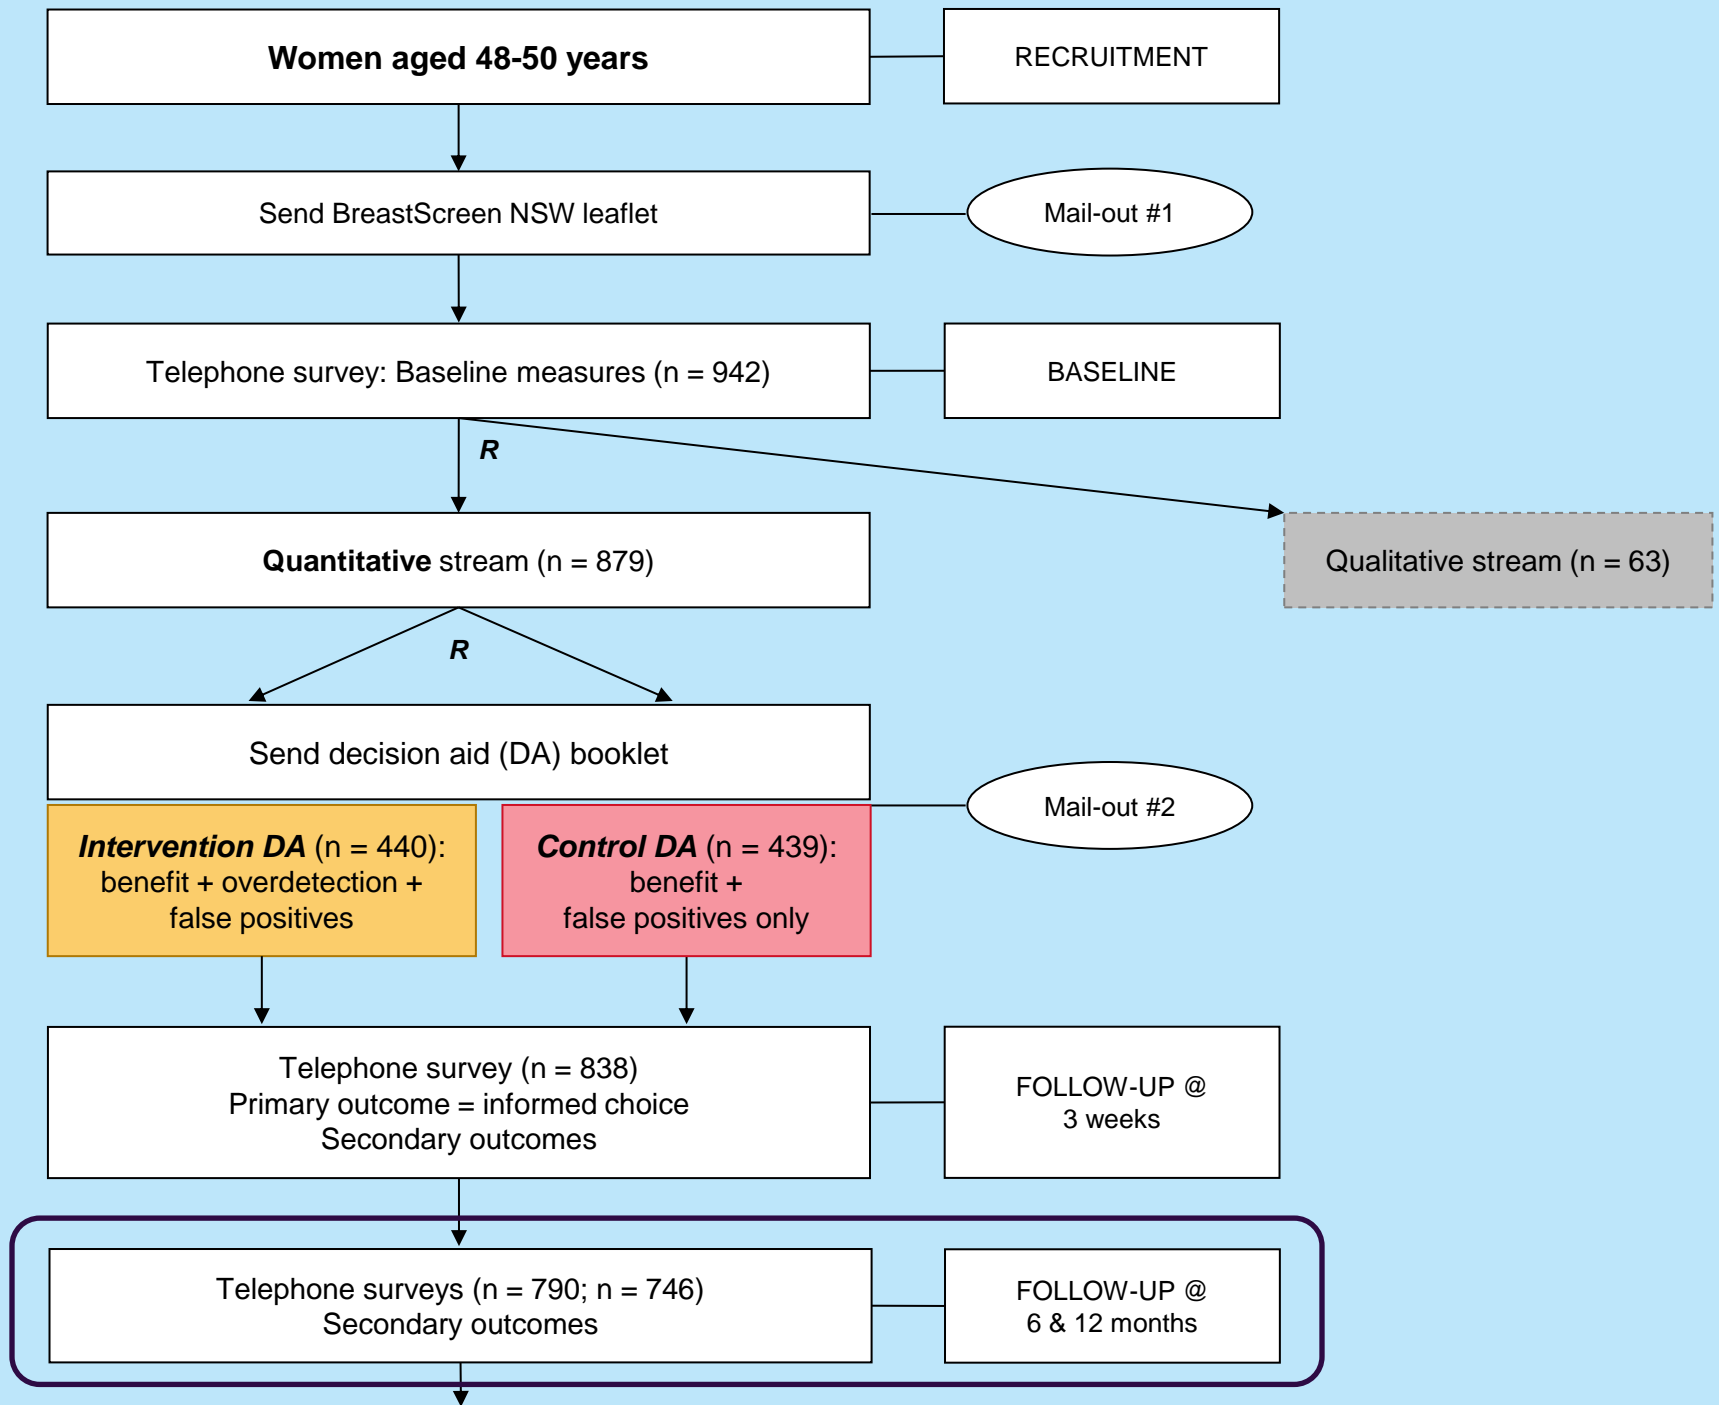 Women aged 48-50 years
RECRUITMENT
Send BreastScreen NSW leaflet
Mail-out #1
Telephone survey: Baseline measures (n = 942)
BASELINE
R
Quantitative stream (n = 879)
Qualitative stream (n = 63)
R
Send decision aid (DA) booklet
Mail-out #2
Intervention DA (n = 440):
benefit + overdetection +
false positives
Control DA (n = 439):
benefit +
false positives only
Telephone survey (n = 838)
Primary outcome = informed choice
Secondary outcomes
FOLLOW-UP @
3 weeks
Telephone surveys (n = 790; n = 746)
Secondary outcomes
FOLLOW-UP @
6 & 12 months